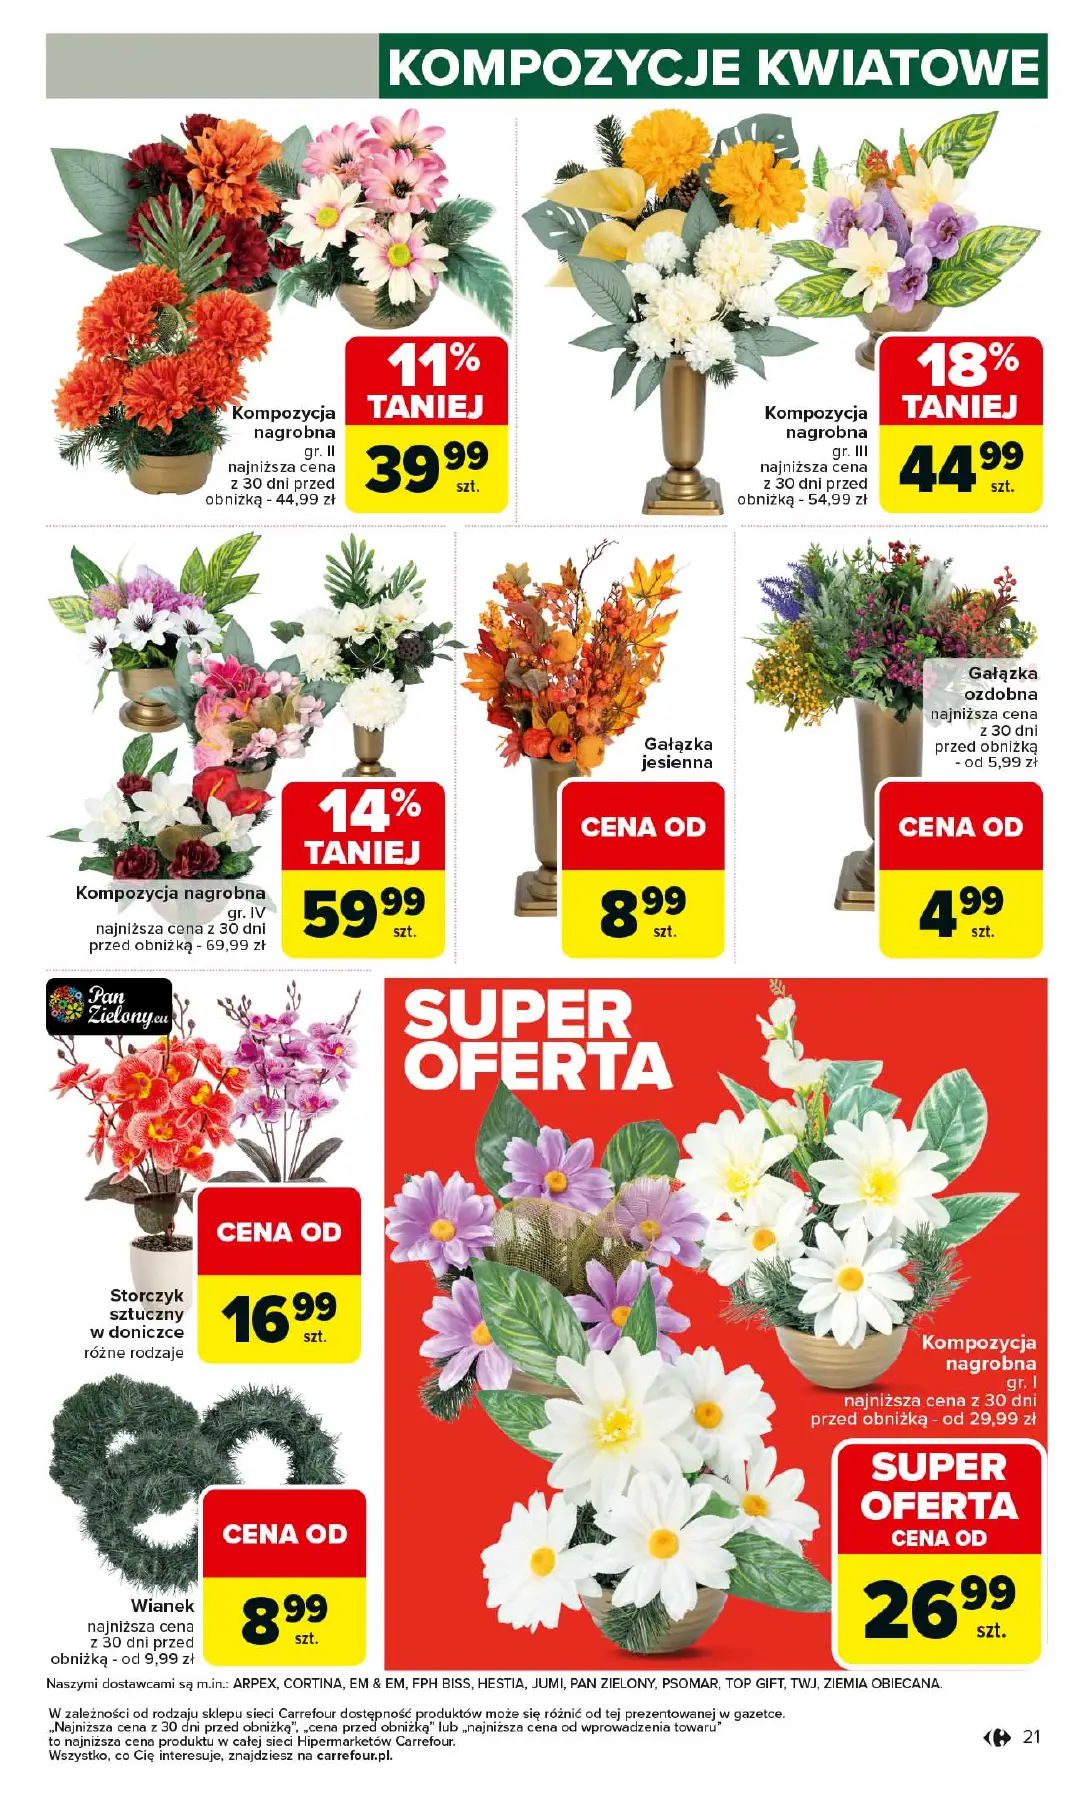 KOMPOZYCJE KWIATOWE
11%
TANIEJ
Kompozycja
nagrobna
gr. II
najniższa cena
z 30 dni przed
obniżką - 44,99 zł
39 99
szt.
18%
TANIEJ
Kompozycja
nagrobna
gr. III
najniższa cena
z 30 dni przed
obniżką - 54,99 zł
44 99
szt.
14%
TANIEJ
Kompozycja nagrobna
gr. IV
najniższa cena z 30 dni
przed obniżką - 69,99 zł
59 99
szt.
Gałązka
jesienna
CENA OD
8 99
szt.
Gałązka
ozdobna
najniższa cena
z 30 dni
przed obniżką
- od 5,99 zł
CENA OD
4 99
szt.
Pan
Zielony.eu
CENA OD
Storczyk
sztuczny
w doniczce
różne rodzaje
16 99
szt.
CENA OD
Wianek
najniższa cena
z 30 dni przed
obniżką - od 9,99 zł
8 99
szt.
SUPER
OFERTA
Kompozycja
nagrobna
gr. I
najniższa cena z 30 dni
przed obniżką - od 29,99 zł
SUPER
OFERTA
CENA OD
26 99
szt.
Naszymi dostawcami są m.in.: ARPEX, CORTINA, EM & EM, FPH BISS, HESTIA, JUMI, PAN ZIELONY, PSOMAR, TOP GIFT, TWJ, ZIEMIA OBIECANA.
W zależności od rodzaju sklepu sieci Carrefour dostępność produktów może się różnić od tej prezentowanej w gazetce.
„Najniższa cena z 30 dni przed obniżką”, „cena przed obniżką” lub „najniższa cena od wprowadzenia towaru”
to najniższa cena produktu w całej sieci Hipermarketów Carrefour.
Wszystko, co Cię interesuje, znajdziesz na carrefour.pl.
21